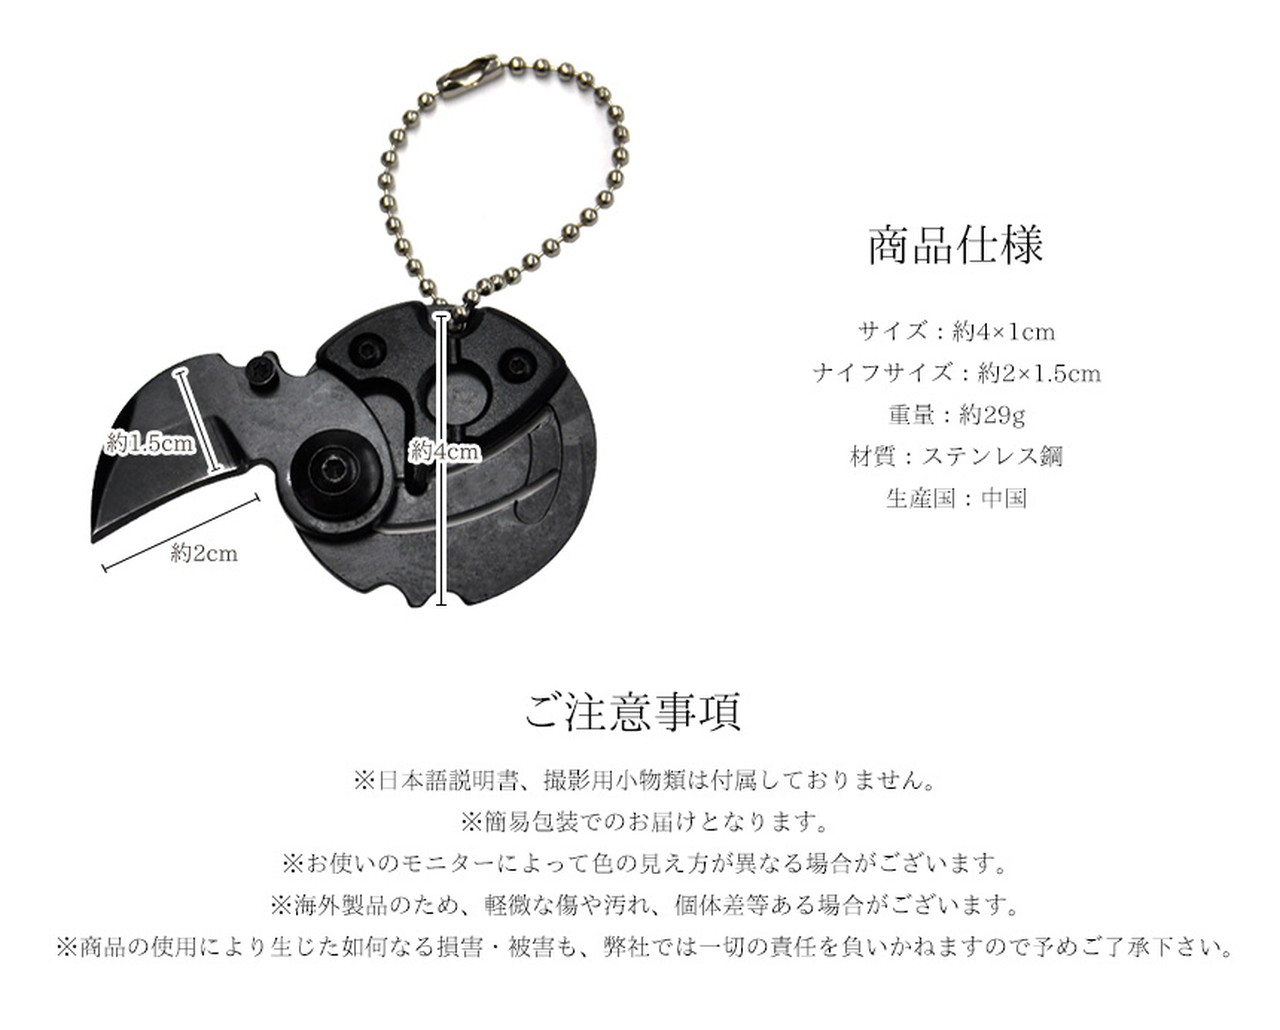 約1.5cm
約4cm
約2cm
商品仕様
サイズ：約4×1cm
ナイフサイズ：約2×1.5cm
重量：約29g
材質：ステンレス鋼
生産国：中国
ご注意事項
※日本語説明書、撮影用小物類は付属しておりません。
※簡易包装でのお届けとなります。
※お使いのモニターによって色の見え方が異なる場合がございます。
※海外製品のため、軽微な傷や汚れ、個体差等ある場合がございます。
※商品の使用により生じた如何なる損害・被害も、弊社では一切の責任を負いかねますので予めご了承下さい。